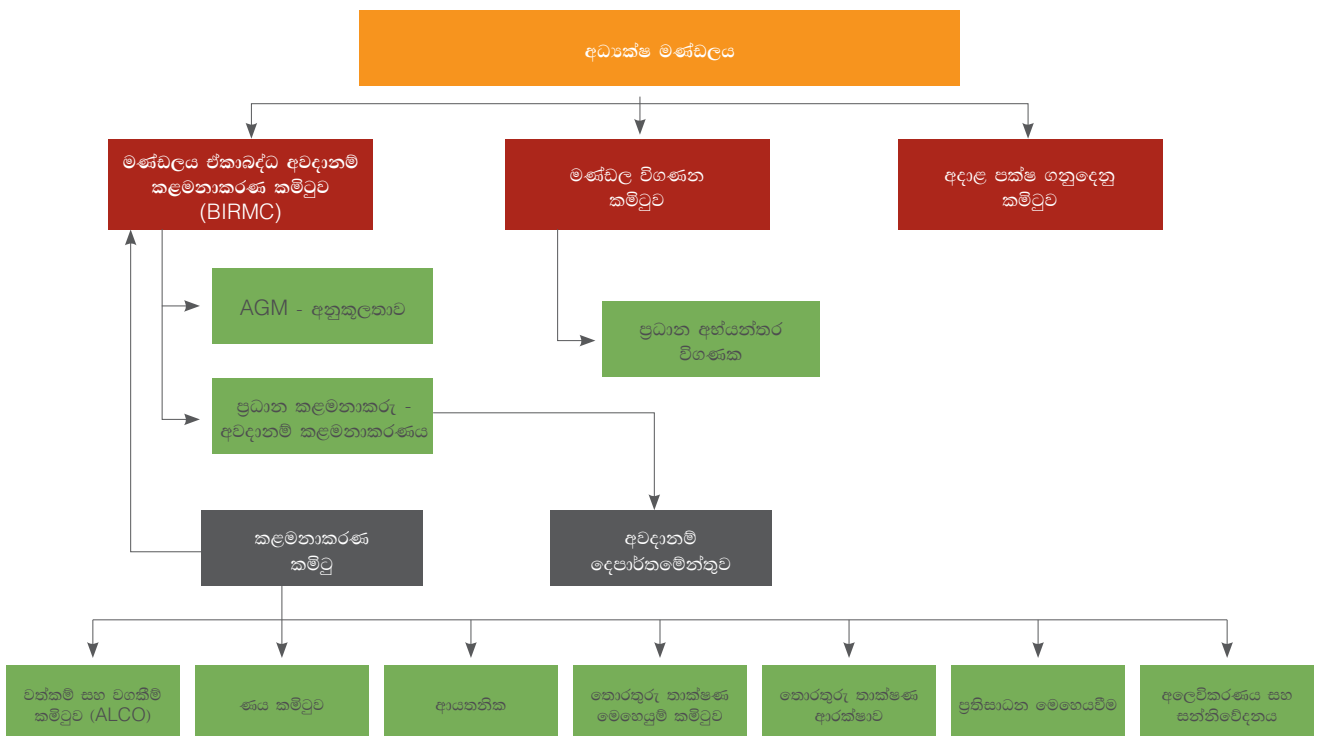 අධ්‍යක්ෂ මණ්ඩලය
මණ්ඩලය ඒකාබද්ධ අවදානම්
කළමනාකරණ කමිටුව
(BIRMC)
මණ්ඩල විගණන
කමිටුව
අදාළ පක්ෂ ගනුදෙනු
කමිටුව
AGM - අනුකූලතාව
ප්‍රධාන අභ්යන්තර
විගණක
ප්‍රධාන කළමනාකරු -
අවදානම් කළමනාකරණය
කළමනාකරණ
කමිටු
අවදානම්
දෙපාර්තමේන්තුව
වත්කම් සහ වගකීම්
කමිටුව (ALCO)
ණය කමිටුව
ආයතනික
තොරතුරු තාක්ෂණ
මෙහෙයුම් කමිටුව
තොරතුරු තාක්ෂණ
ආරක්ෂාව
ප්‍රතිසාධන මෙහෙයවීම
අලෙවිකරණය සහ
සන්නිවේදනය